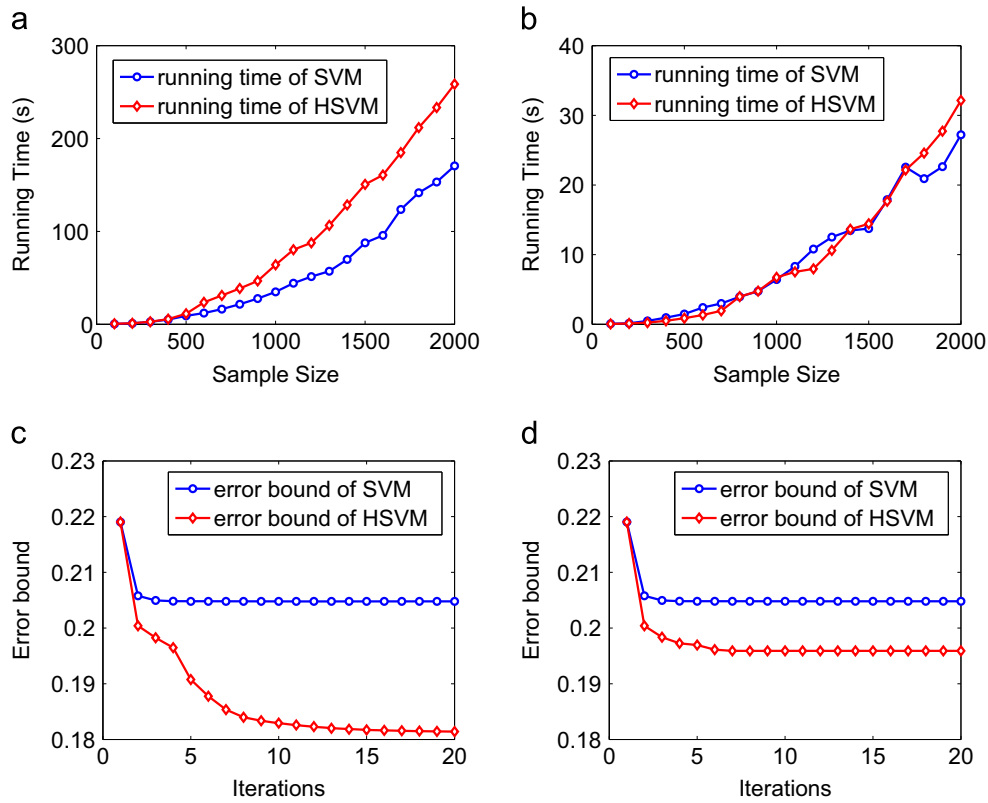 a
300
200
100
0
Running Time (s)
running time of SVM
running time of HSVM
0 500 1000 1500 2000
Sample Size
b
40
30
20
10
0
Running Time (s)
running time of SVM
running time of HSVM
0 500 1000 1500 2000
Sample Size
c
0.23
0.22
0.21
0.2
0.19
0.18
Error bound
error bound of SVM
error bound of HSVM
0 5 10 15 20
Iterations
d
0.23
0.22
0.21
0.2
0.19
0.18
Error bound
error bound of SVM
error bound of HSVM
0 5 10 15 20
Iterations